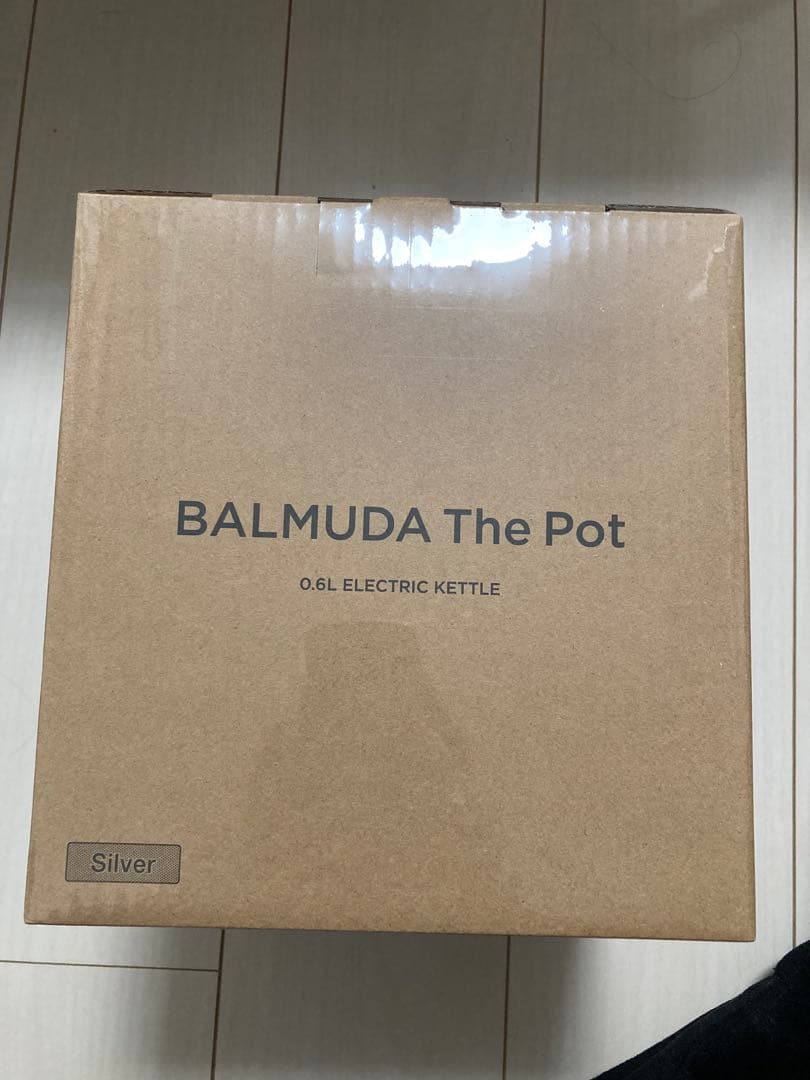 BALMUDA The Pot
0.6L ELECTRIC KETTLE
Silver